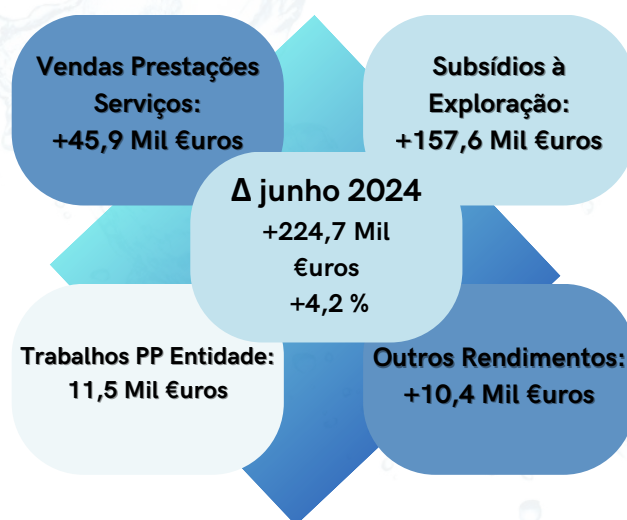 Vendas Prestações
Serviços:
+45,9 Mil €uros
Subsídios à
Exploração:
+157,6 Mil €uros
Δ junho 2024
+224,7 Mil
€uros
+4,2 %
Trabalhos PP Entidade:
11,5 Mil €uros
Outros Rendimentos:
+10,4 Mil €uros